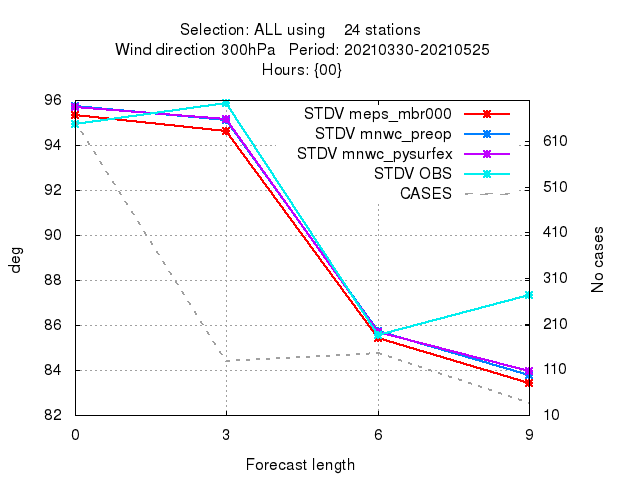 Selection: ALL using    24 stations
Wind direction 300hPa   Period: 20210330-20210525
Hours: {00}
STDV meps_mbr000
STDV mnwc_preop
STDV mnwc_pysurfex
STDV OBS
CASES
deg
96
94
92
90
88
86
84
82
610
510
410
310
210
110
10
No cases
0 3 6 9
Forecast length